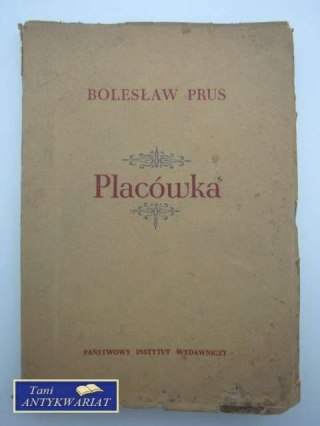 BOLESŁAW PRUS
Placówka
PAŃSTWOWY INSTYTUT WYDAWNICZY
Tani
ANTYKWARIAT